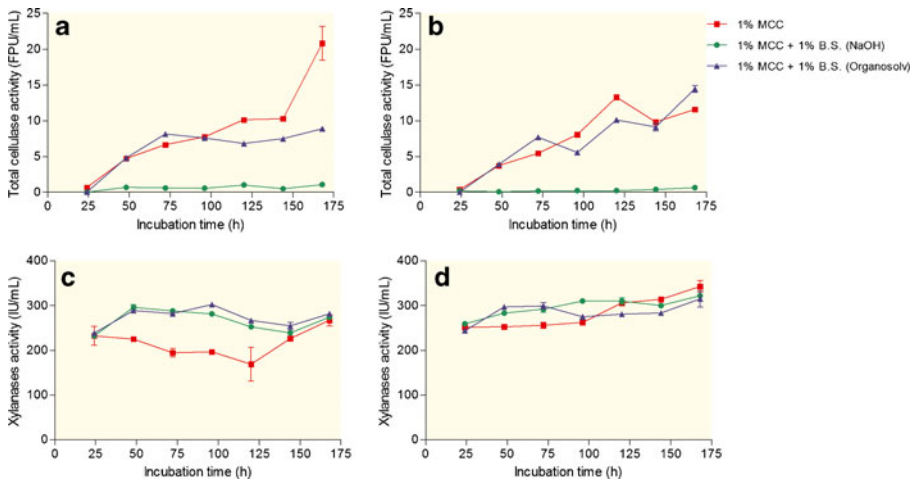 a
Total cellulase activity (FPU/mL)
25
20
15
10
5
0
0 25 50 75 100 125 150 175
Incubation time (h)
b
Total cellulase activity (FPU/mL)
25
20
15
10
5
0
0 25 50 75 100 125 150 175
Incubation time (h)
1% MCC
1% MCC + 1% B.S. (NaOH)
1% MCC + 1% B.S. (Organosolv)
c
Xylanases activity (IU/mL)
400
300
200
100
0
0 25 50 75 100 125 150 175
Incubation time (h)
d
Xylanases activity (IU/mL)
400
300
200
100
0
0 25 50 75 100 125 150 175
Incubation time (h)